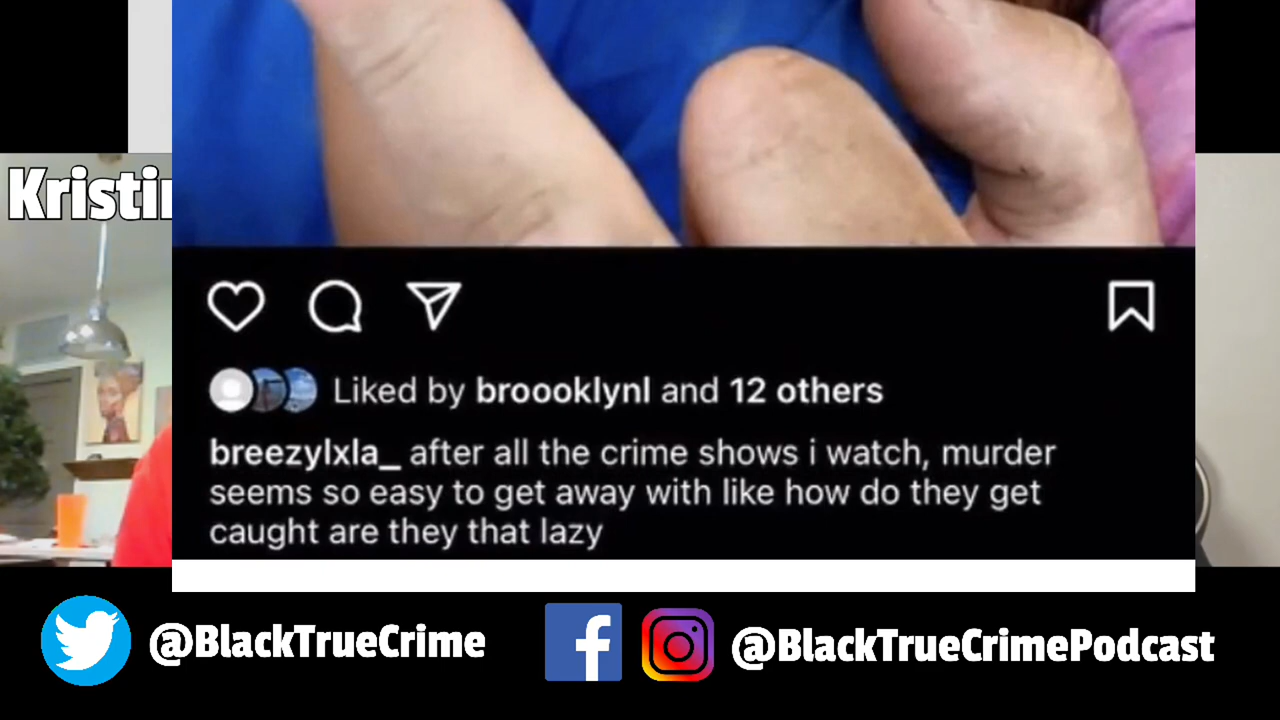 Kristin
Liked by broooklynl and 12 others
breezylxla_ after all the crime shows i watch, murder
seems so easy to get away with like how do they get
caught are they that lazy
@BlackTrueCrime
@BlackTrueCrimePodcast